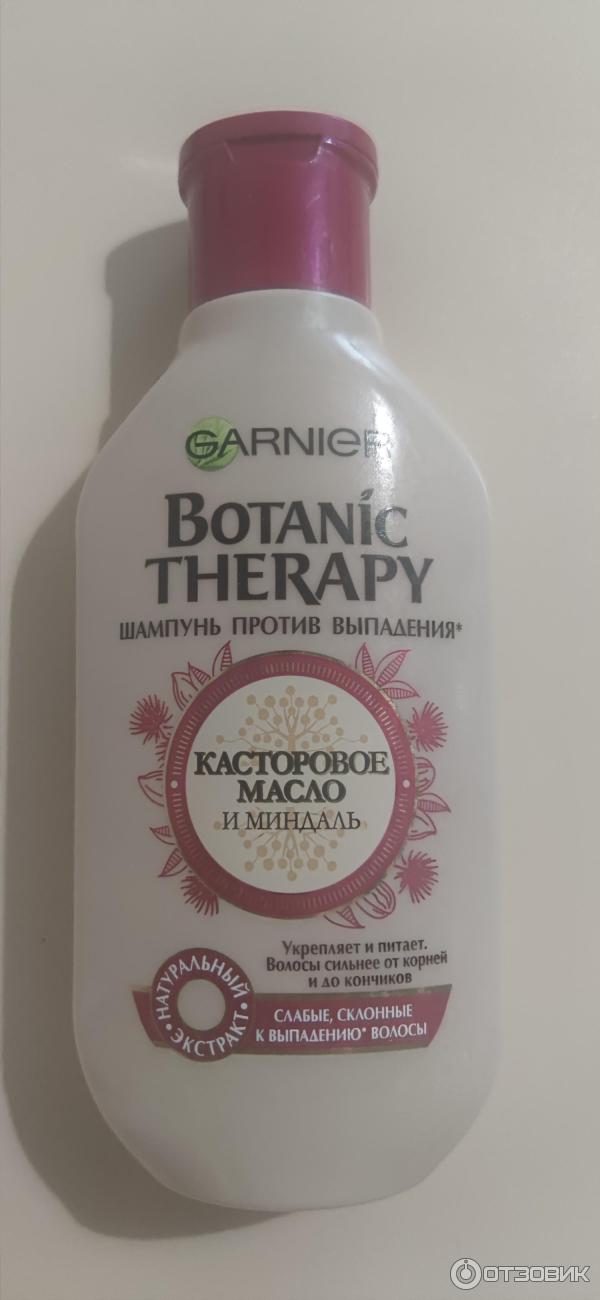 GARNIER
BOTANIC
THERAPY
ШАМПУНЬ ПРОТИВ ВЫПАДЕНИЯ*
КАСТОРОВОЕ
МАСЛО
И МИНДАЛЬ
Укрепляет и питает.
Волосы сильнее от корней
и до кончиков
НАТУРАЛЬНЫЙ
ЭКСТРАКТ
СЛАБЫЕ, СКЛОННЫЕ
К ВЫПАДЕНИЮ* ВОЛОСЫ
ОТЗОВИК